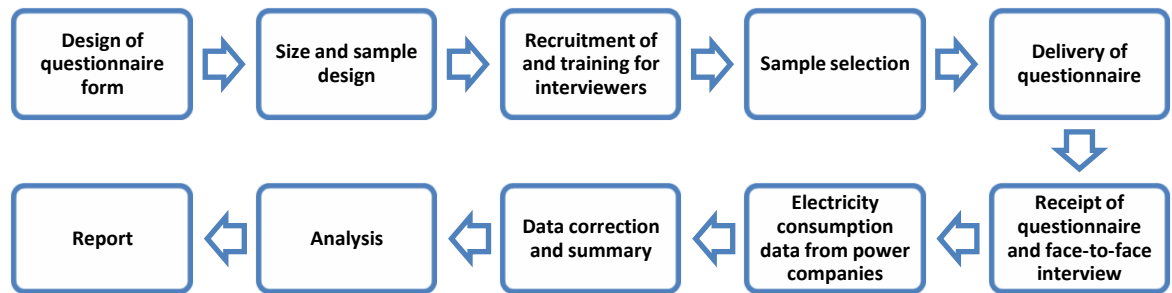 Design of
questionnaire
form
Size and sample
design
Recruitment of
and training for
interviewers
Sample selection
Delivery of
questionnaire
Receipt of
questionnaire
and face-to-face
interview
Electricity
consumption
data from power
companies
Data correction
and summary
Analysis
Report